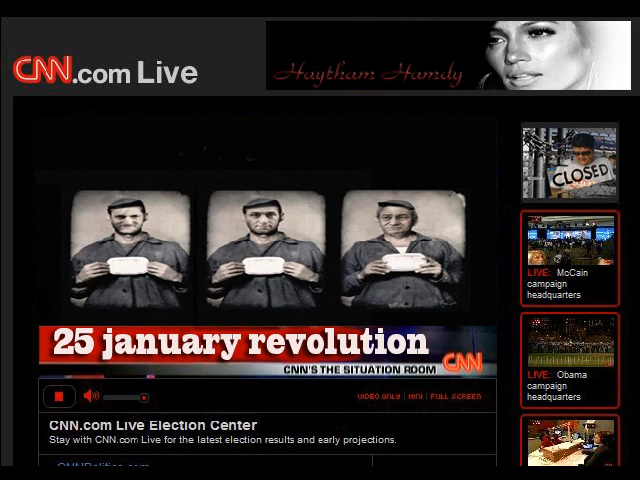 CNN.com Live
Haytham Hamdy
CLOSED
LIVE: McCain
campaign
headquarters
25 january revolution
CNN'S THE SITUATION ROOM CNN
LIVE: Obama
campaign
headquarters
VIDEO ONLY | MINI | FULL SCREEN
CNN.com Live Election Center
Stay with CNN.com Live for the latest election results and early projections.
CNNPolitics.com